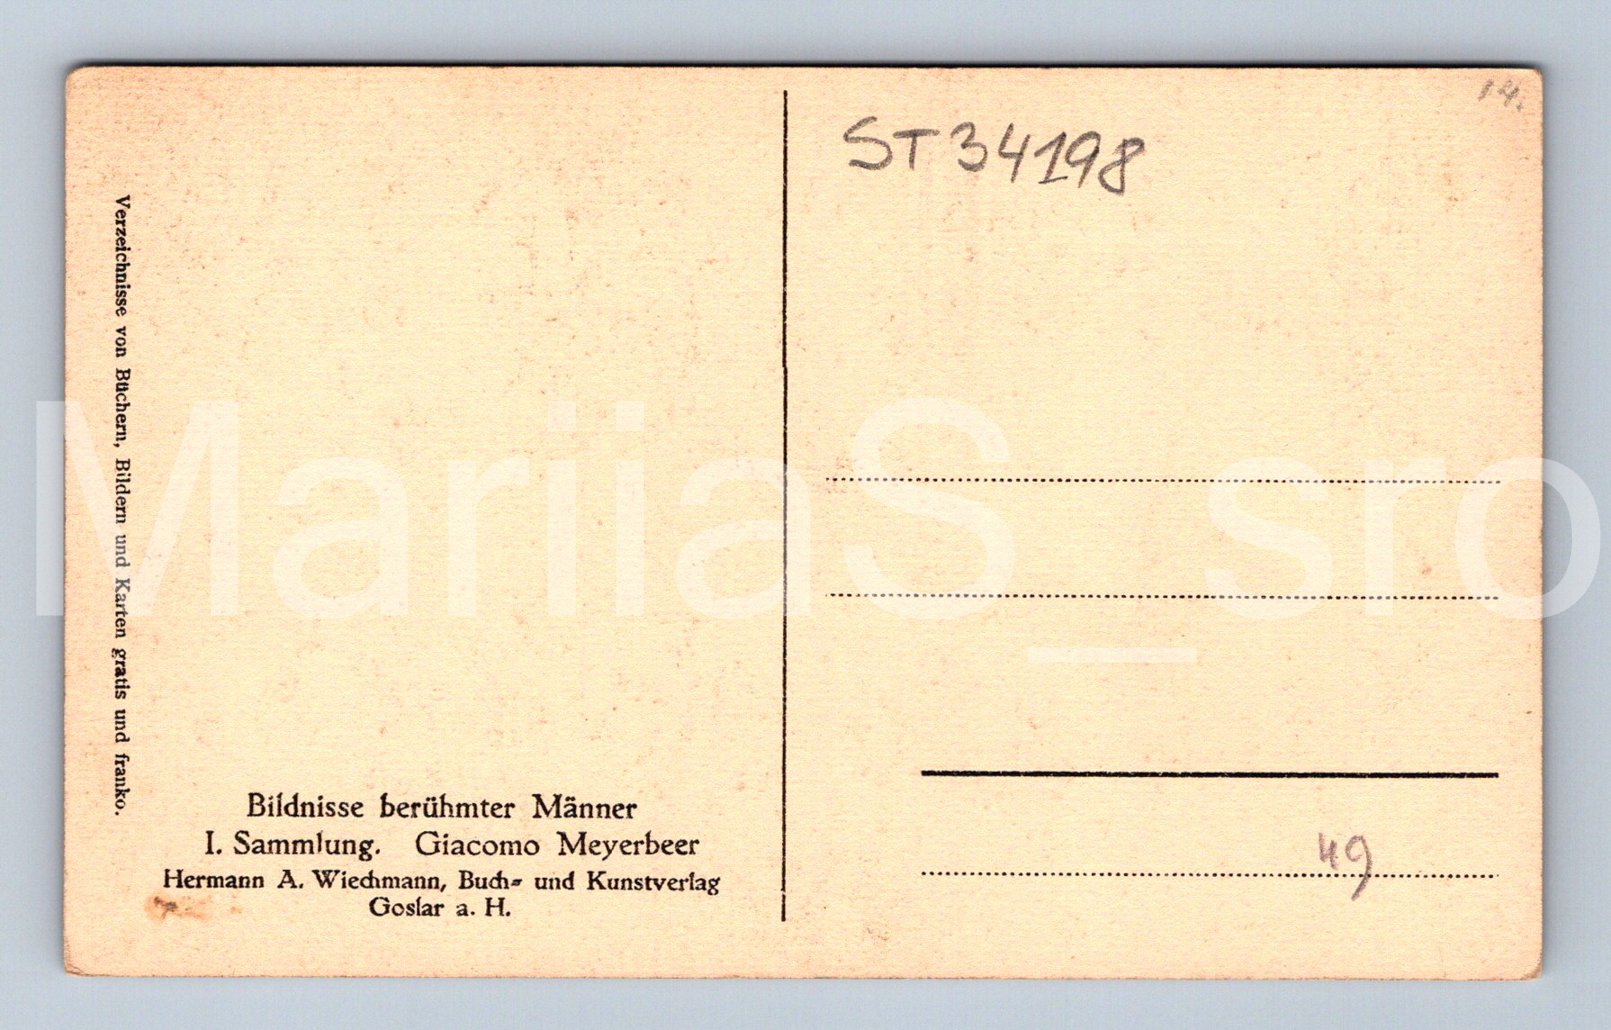 14.
ST34198
Verzeichnisse von Büchern, Bildern und Karten gratis und franko.
Bildnisse berühmter Männer
I. Sammlung. Giacomo Meyerbeer
Hermann A. Wiechmann, Buch- und Kunstverlag
Goslar a. H.
49
MariiaS_sro